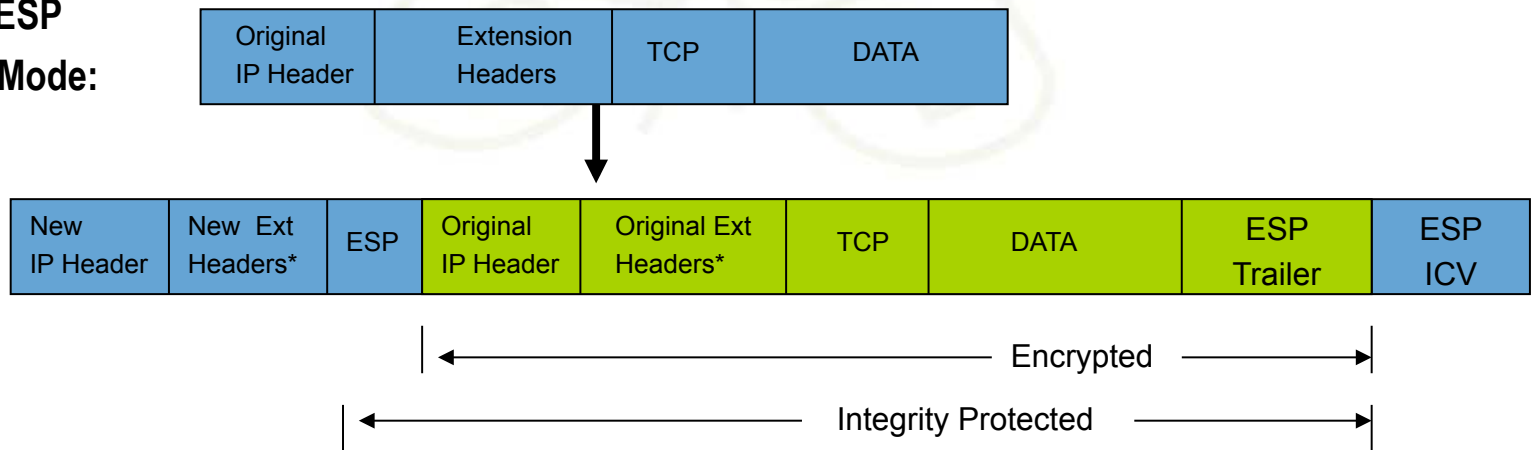 ESP
Mode:
Original
IP Header
Extension
Headers
TCP
DATA
New
IP Header
New Ext
Headers*
ESP
Original
IP Header
Original Ext
Headers*
TCP
DATA
ESP
Trailer
ESP
ICV
Encrypted
Integrity Protected